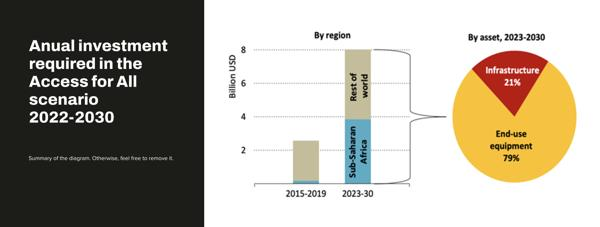 Anual investment
required in the
Access for All
scenario
2022-2030
Summary of the diagram. Otherwise, feel free to remove it.
By region
Billion USD
8
6
4
2
Rest of
world
Sub-Saharan
Africa
2015-2019
2023-30
By asset, 2023-2030
Infrastructure
21%
End-use
equipment
79%